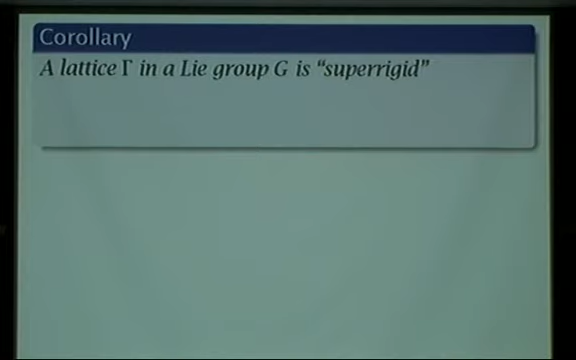 Corollary
A lattice Γ in a Lie group G is “superrigid”